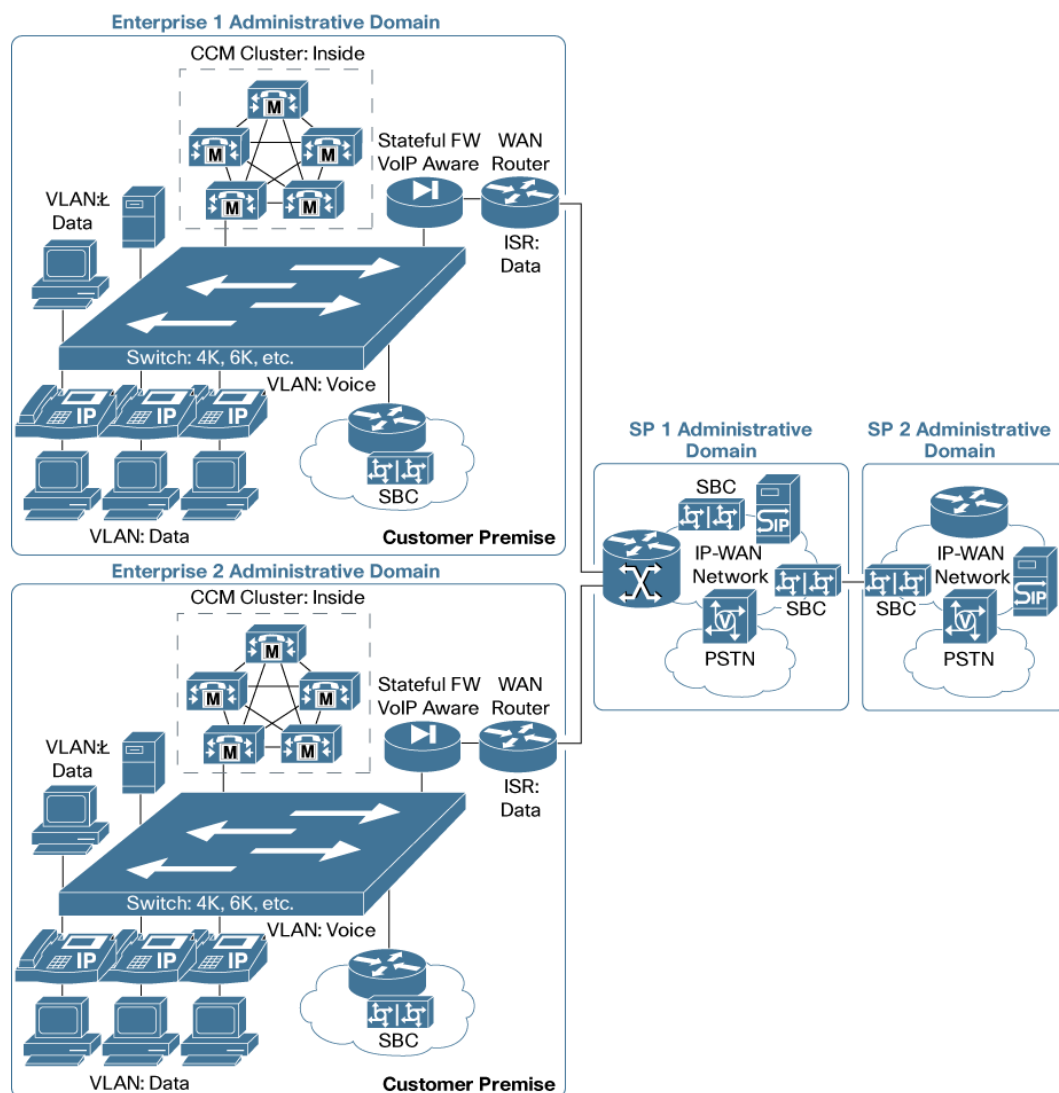 Enterprise 1 Administrative Domain
CCM Cluster: Inside
M
M
M
M
M
Stateful FW
VoIP Aware
WAN
Router
ISR:
Data
VLAN:Ł
Data
Switch: 4K, 6K, etc.
VLAN: Voice
IP
IP
IP
SBC
VLAN: Data
Customer Premise
Enterprise 2 Administrative Domain
CCM Cluster: Inside
M
M
M
M
M
Stateful FW
VoIP Aware
WAN
Router
ISR:
Data
VLAN:Ł
Data
Switch: 4K, 6K, etc.
VLAN: Voice
IP
IP
IP
SBC
VLAN: Data
Customer Premise
SP 1 Administrative
Domain
SBC
SIP
IP-WAN
Network
SBC
V
PSTN
SP 2 Administrative
Domain
IP-WAN
Network
SIP
SBC
V
PSTN